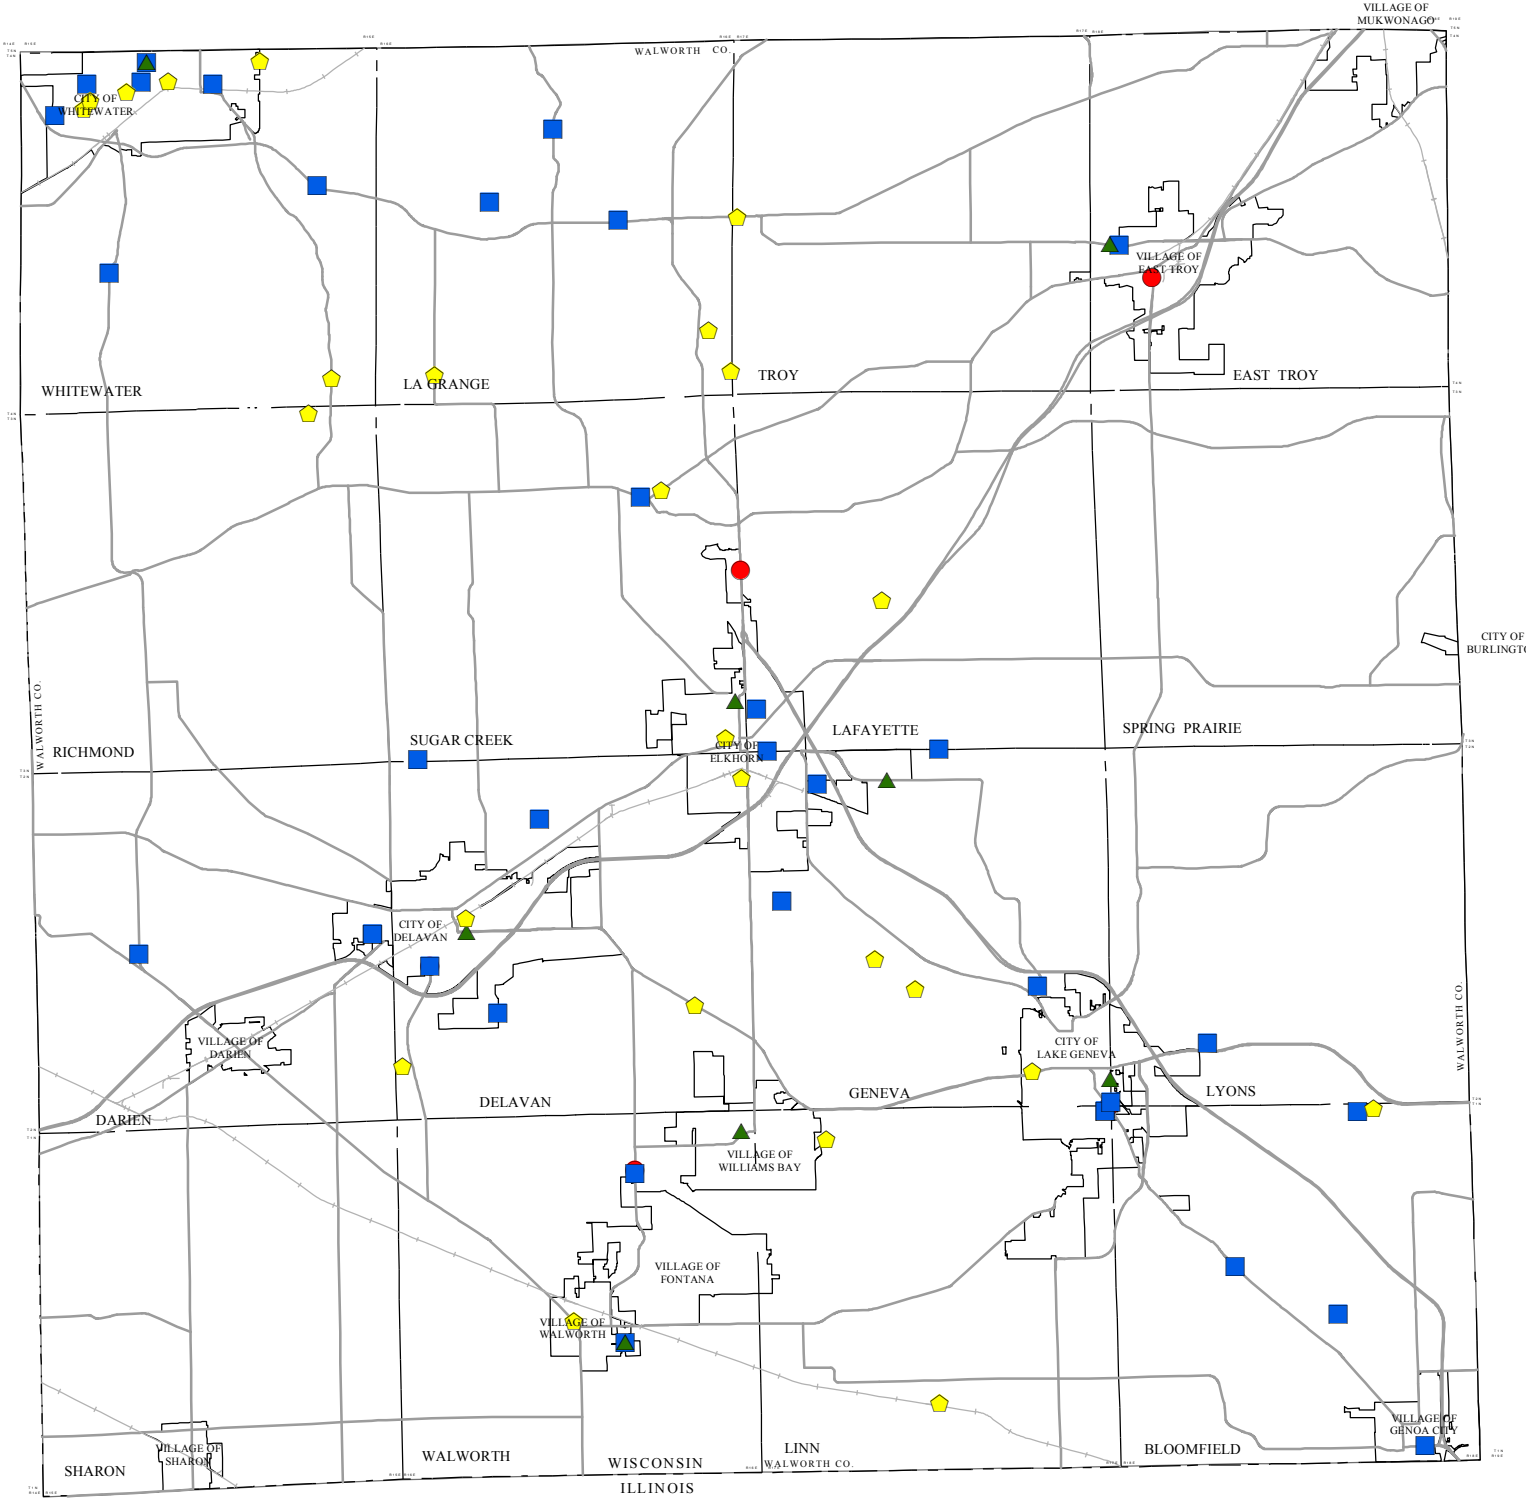 VILLAGE OF
MUKWONAGO
WALWORTH CO.
CITY OF
WHITEWATER
VILLAGE OF
EAST TROY
WHITEWATER
LA GRANGE
TROY
EAST TROY
CITY OF
BURLINGTO
WALWORTH CO.
RICHMOND
SUGAR CREEK
LAFAYETTE
SPRING PRAIRIE
CITY OF
ELKHORN
CITY OF
DELAVAN
VILLAGE OF
DARIEN
CITY OF
LAKE GENEVA
WALWORTH CO.
DARIEN
DELAVAN
GENEVA
LYONS
VILLAGE OF
WILLIAMS BAY
VILLAGE OF
FONTANA
VILLAGE OF
WALWORTH
VILLAGE OF
GENOA CITY
VILLAGE OF
SHARON
SHARON
WALWORTH
LINN
BLOOMFIELD
WISCONSIN
WALWORTH CO.
ILLINOIS